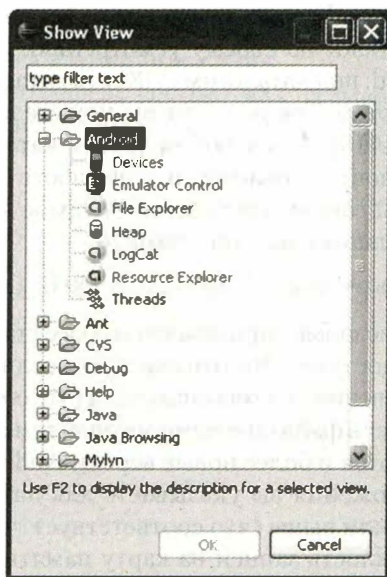 Show View
type filter text
General
Android
Devices
Emulator Control
File Explorer
Heap
LogCat
Resource Explorer
Threads
Ant
CVS
Debug
Help
Java
Java Browsing
Mylyn
Use F2 to display the description for a selected view.
OK
Cancel